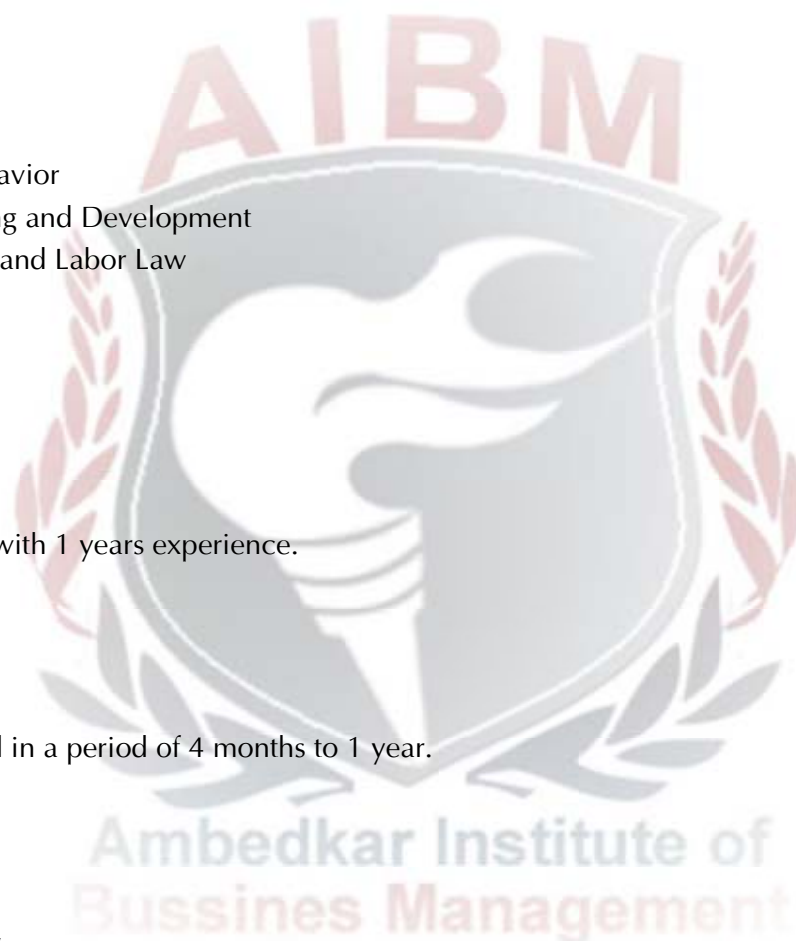 AIBM
avior
ng and Development
and Labor Law
with 1 years experience.
in a period of 4 months to 1 year.
Ambedkar Institute of
Bussines Management